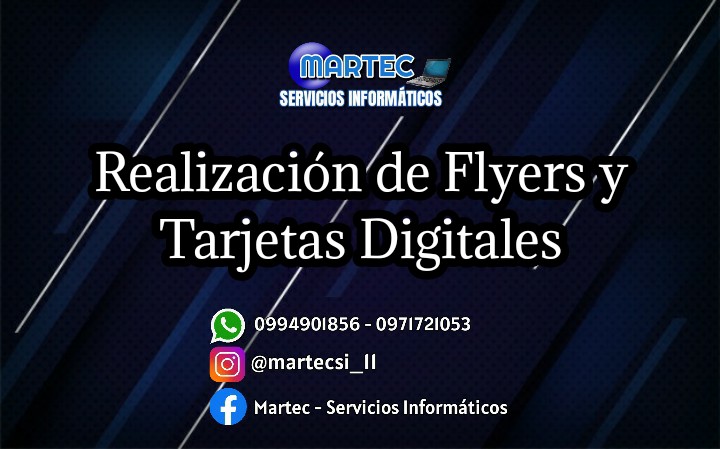 MARTEC
SERVICIOS INFORMÁTICOS
Realización de Flyers y
Tarjetas Digitales
0994901856 - 0971721053
@martecsi_11
Martec - Servicios Informáticos